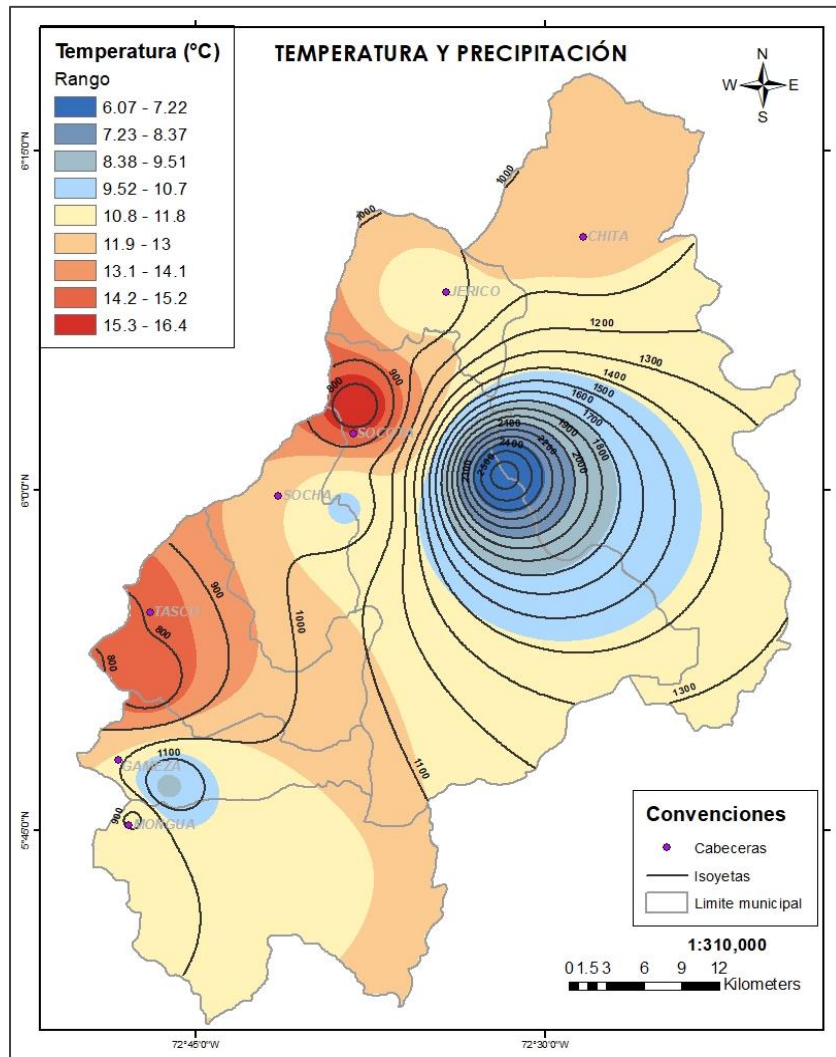 TEMPERATURA Y PRECIPITACIÓN
Temperatura (°C)
Rango
6.07 - 7.22
7.23 - 8.37
8.38 - 9.51
9.52 - 10.7
10.8 - 11.8
11.9 - 13
13.1 - 14.1
14.2 - 15.2
15.3 - 16.4
N
W E
S
6°15'0"N
6°0'0"N
5°45'0"N
1000
1000
CHITA
JERICO
1200
1300
1400
1500
1600
1700
1800
1900
2000
2100
2200
2400
2500
900
800
SOCOTA
SOCHA
900
TASCO
800
800
1000
1300
1100
1100
GAMEZA
900
MONGUA
Convenciones
Cabeceras
Isoyetas
Limite municipal
1:310,000
0 1.5 3 6 9 12
Kilometers
72°45'0"W
72°30'0"W